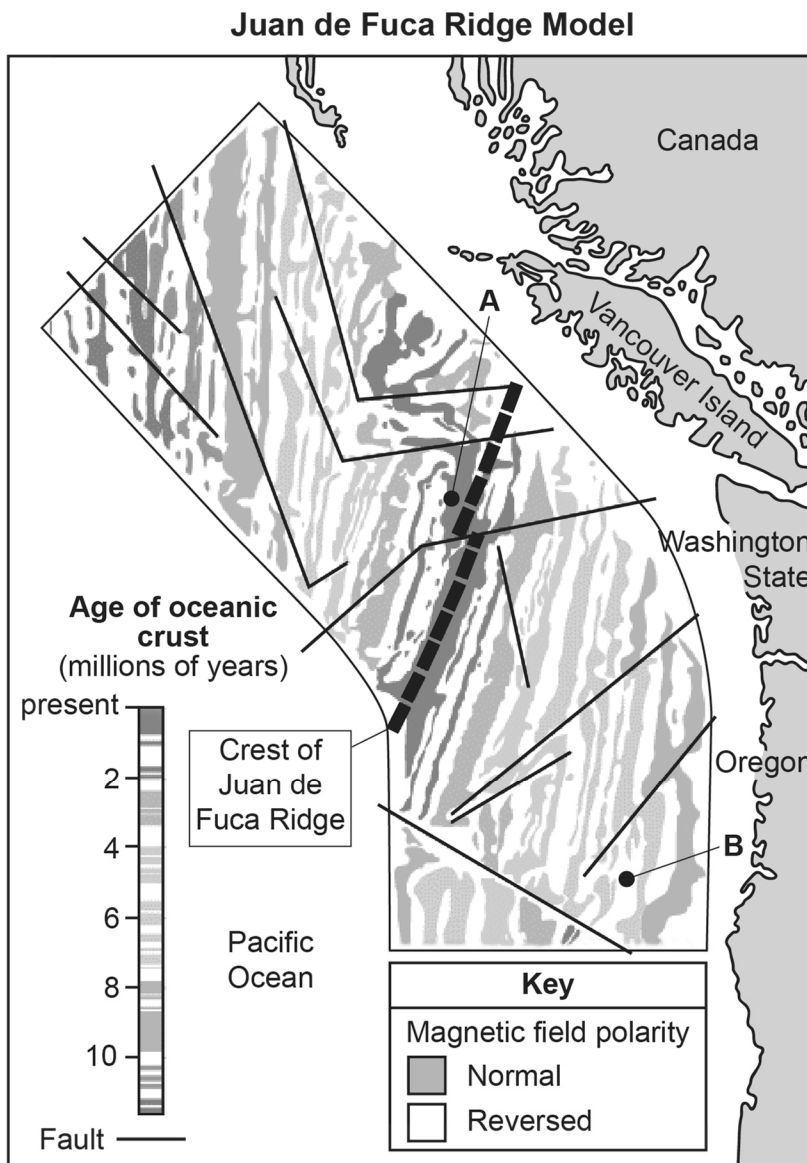 Juan de Fuca Ridge Model
Canada
A
Vancouver Island
Washington
State
Age of oceanic
crust
(millions of years)
present
2
4
6
8
10
Crest of
Juan de
Fuca Ridge
Oregon
B
Pacific
Ocean
Key
Magnetic field polarity
Normal
Reversed
Fault